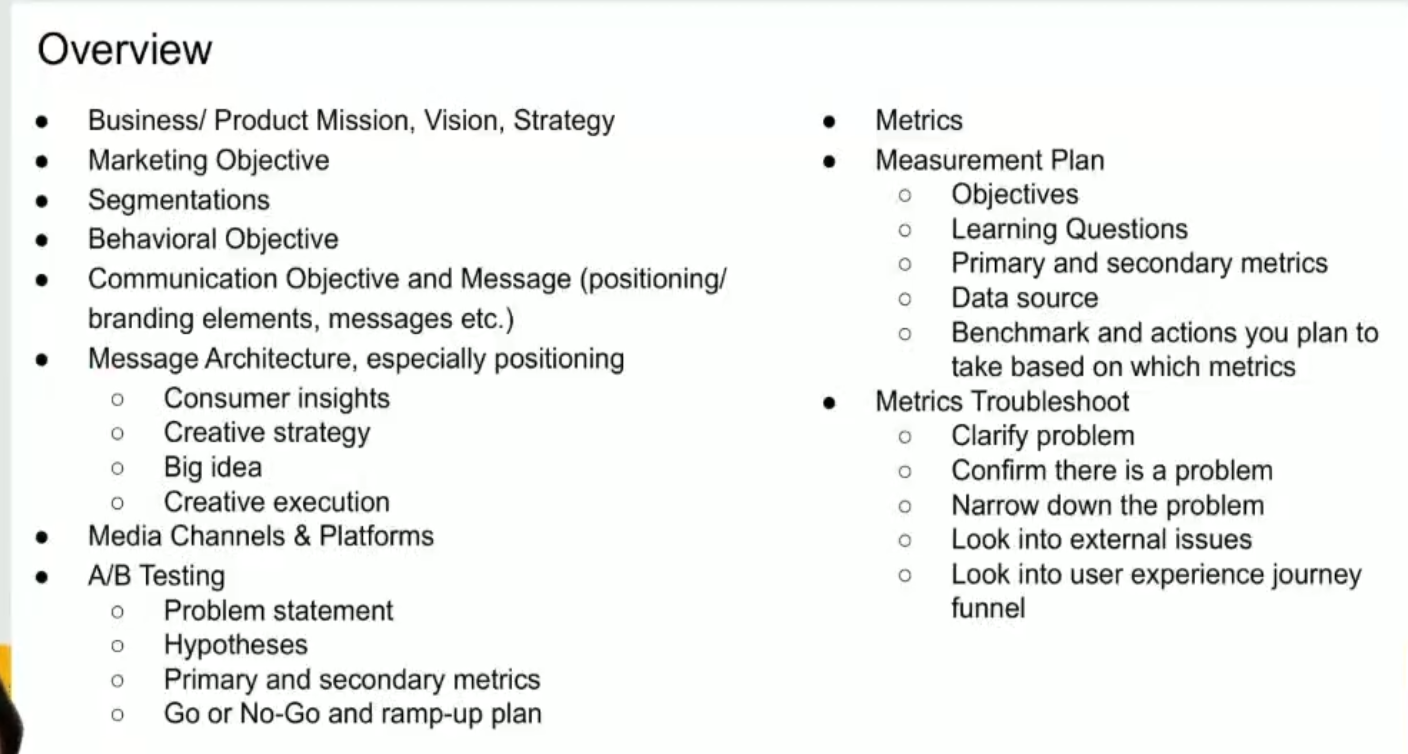 Overview
● Business/ Product Mission, Vision, Strategy
● Marketing Objective
● Segmentations
● Behavioral Objective
● Communication Objective and Message (positioning/
branding elements, messages etc.)
● Message Architecture, especially positioning
○ Consumer insights
○ Creative strategy
○ Big idea
○ Creative execution
● Media Channels & Platforms
● A/B Testing
○ Problem statement
○ Hypotheses
○ Primary and secondary metrics
○ Go or No-Go and ramp-up plan
● Metrics
● Measurement Plan
○ Objectives
○ Learning Questions
○ Primary and secondary metrics
○ Data source
○ Benchmark and actions you plan to
take based on which metrics
● Metrics Troubleshoot
○ Clarify problem
○ Confirm there is a problem
○ Narrow down the problem
○ Look into external issues
○ Look into user experience journey
funnel